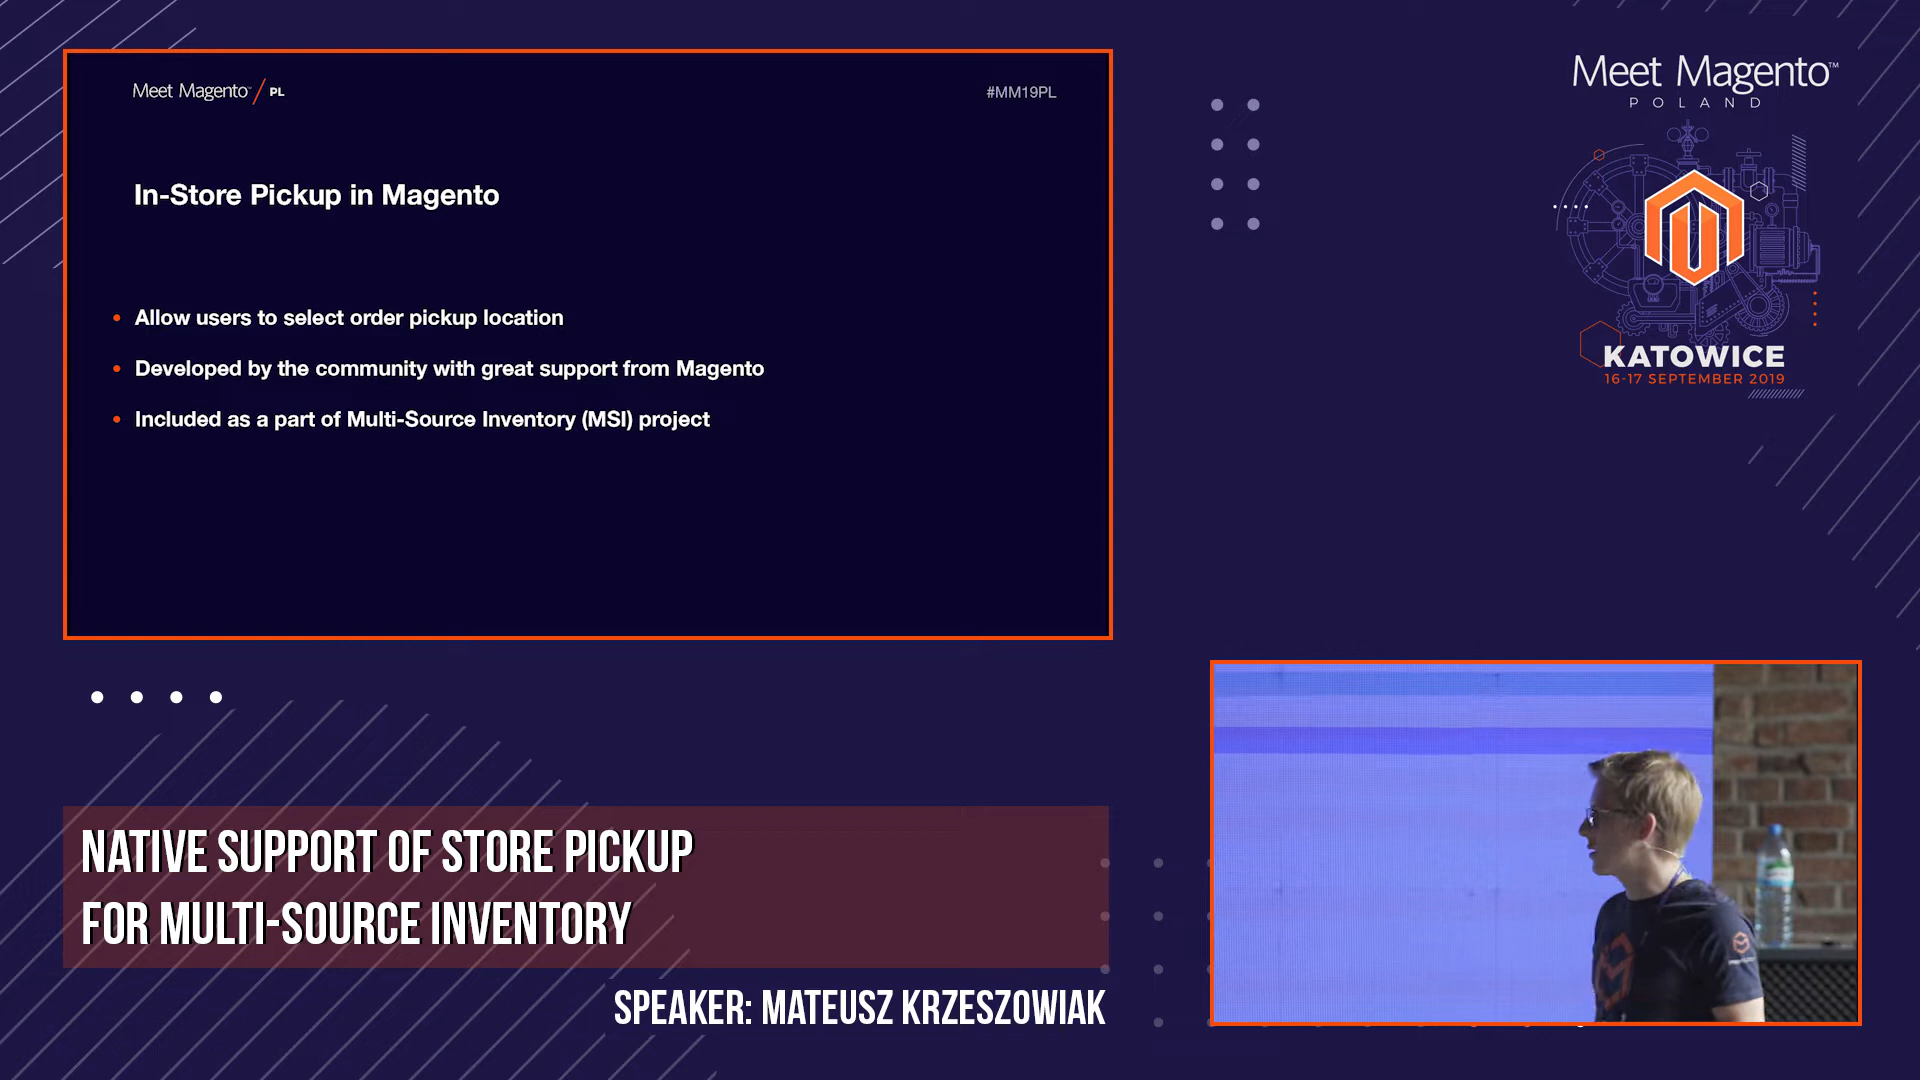 Meet Magento / PL
#MM19PL
In-Store Pickup in Magento
• Allow users to select order pickup location
• Developed by the community with great support from Magento
• Included as a part of Multi-Source Inventory (MSI) project
Meet Magento™
POLAND
KATOWICE
16-17 SEPTEMBER 2019
NATIVE SUPPORT OF STORE PICKUP
FOR MULTI-SOURCE INVENTORY
SPEAKER: MATEUSZ KRZESZOWIAK